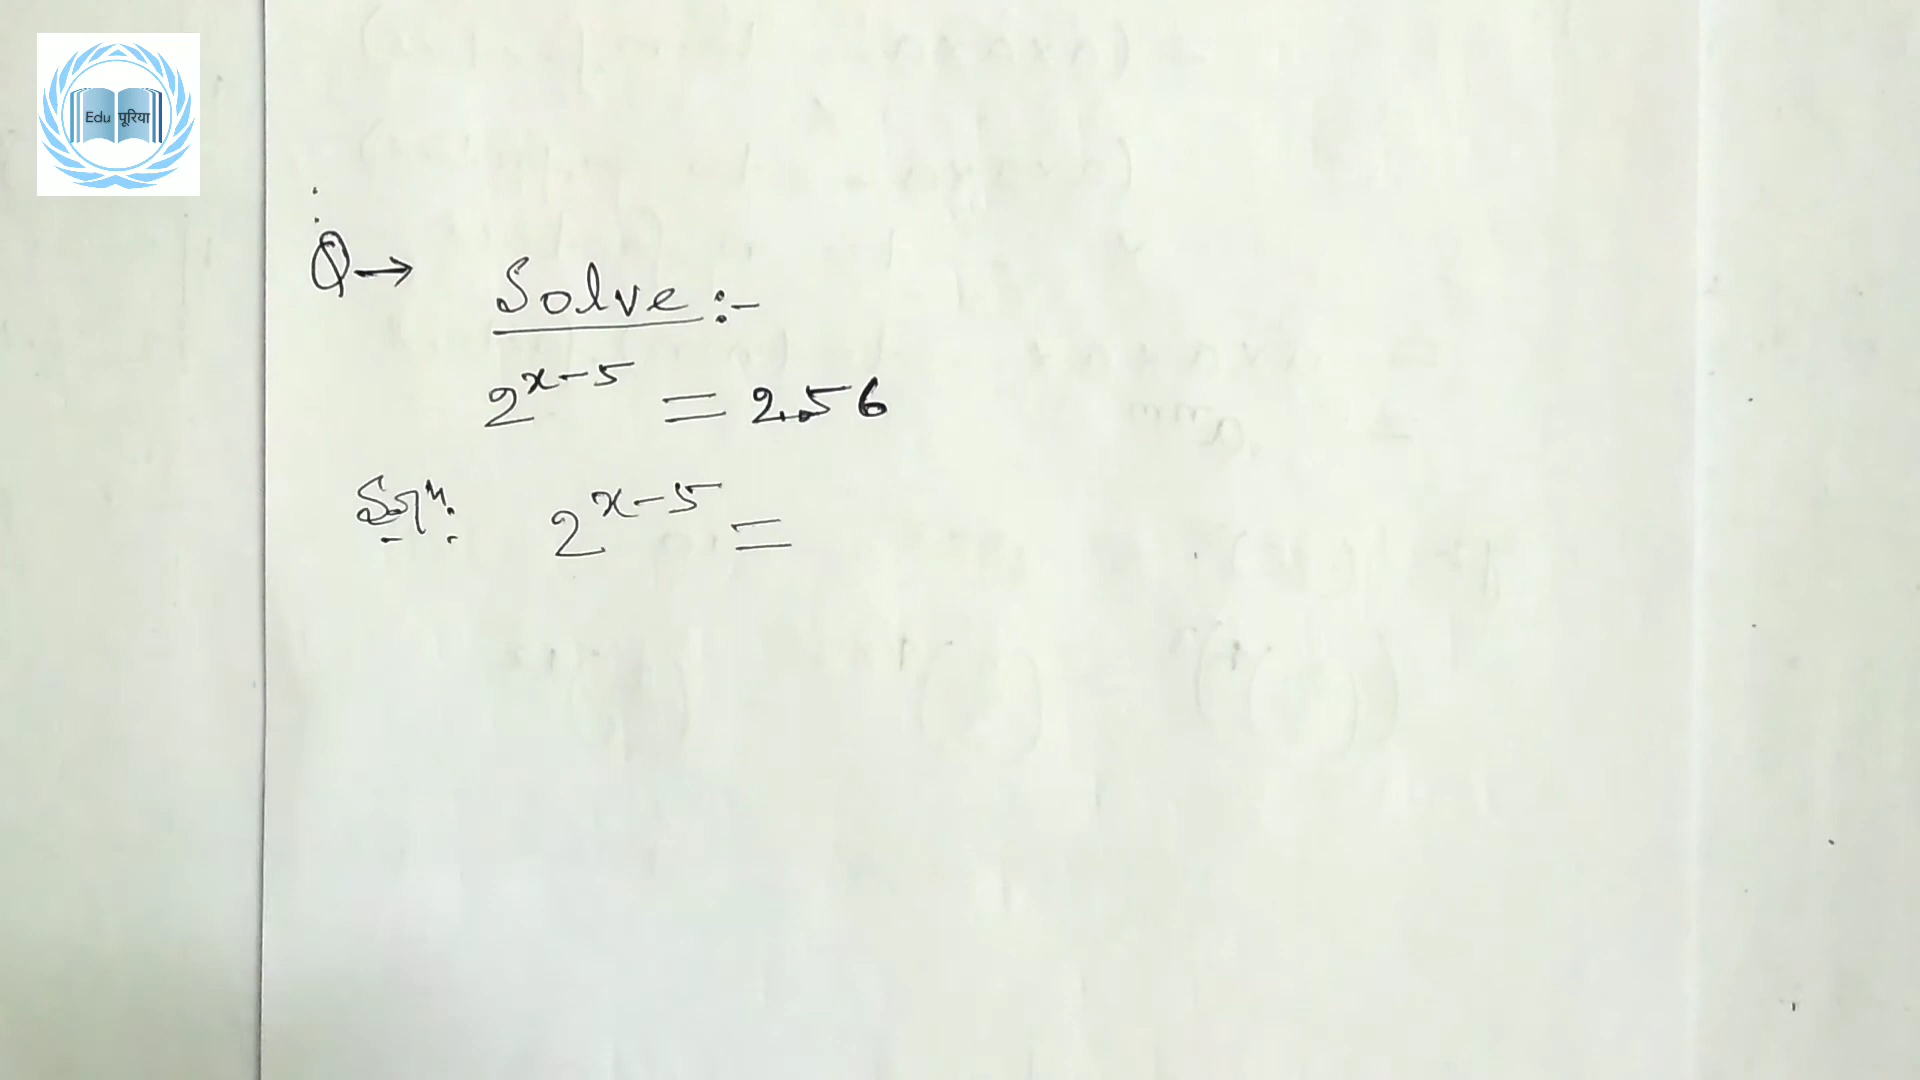 Edu पूरिया
Q→ Solve :-
2^{x-5} = 256
Solⁿ: 2^{x-5} =